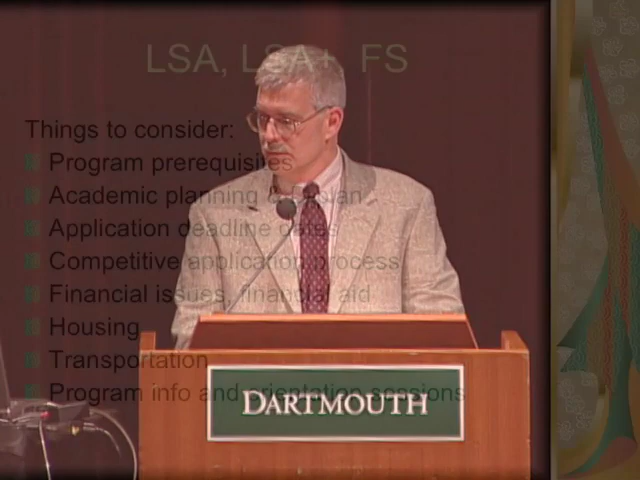 LSA, LSA+, FS
Things to consider:
Program prerequisites
Academic planning plan
Application deadline dates
Competitive application process
Financial issues, financial aid
Housing
Transportation
Program info and orientation sessions
DARTMOUTH